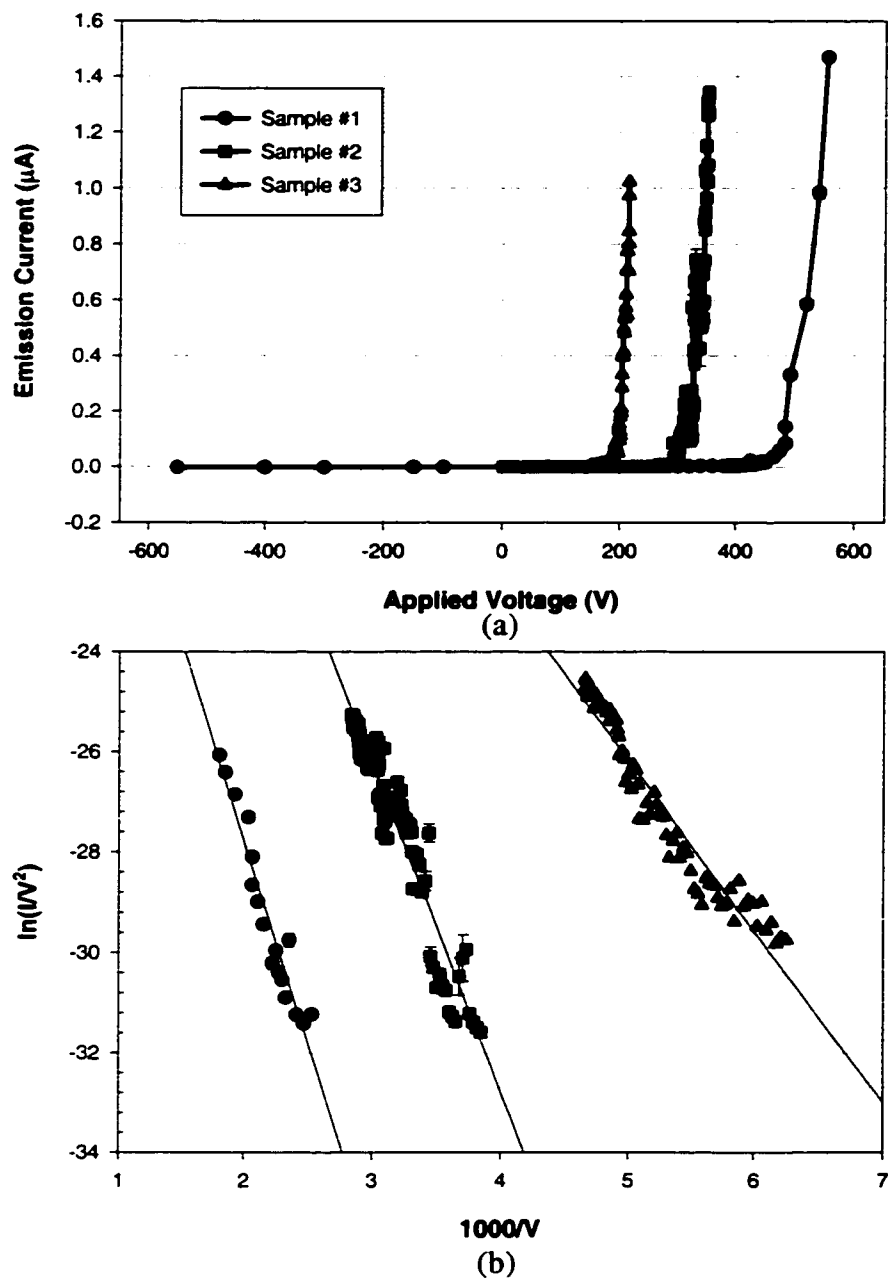 1.6
1.4
1.2
1.0
0.8
0.6
0.4
0.2
0.0
-0.2
Emission Current (µA)
Sample #1
Sample #2
Sample #3
-600 -400 -200 0 200 400 600
Applied Voltage (V)
(a)
-24
-26
-28
-30
-32
-34
ln(I/V²)
1 2 3 4 5 6 7
1000/V
(b)